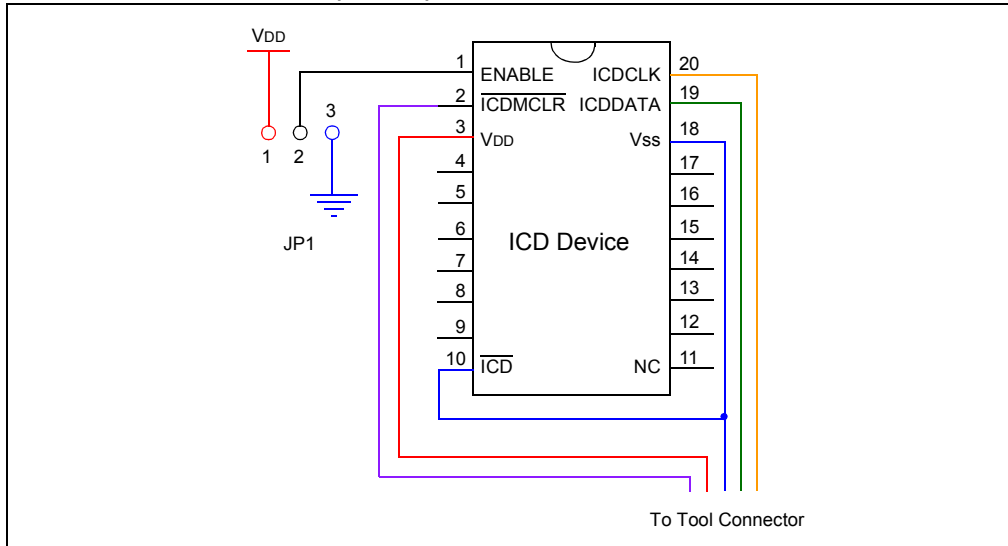 VDD
1
2
3
JP1
1 ENABLE
2 ICDMCLR
3 VDD
4
5
6
7
8
9
10 ICD
ICD Device
ICDCLK 20
ICDDATA 19
Vss 18
17
16
15
14
13
12
NC 11
To Tool Connector